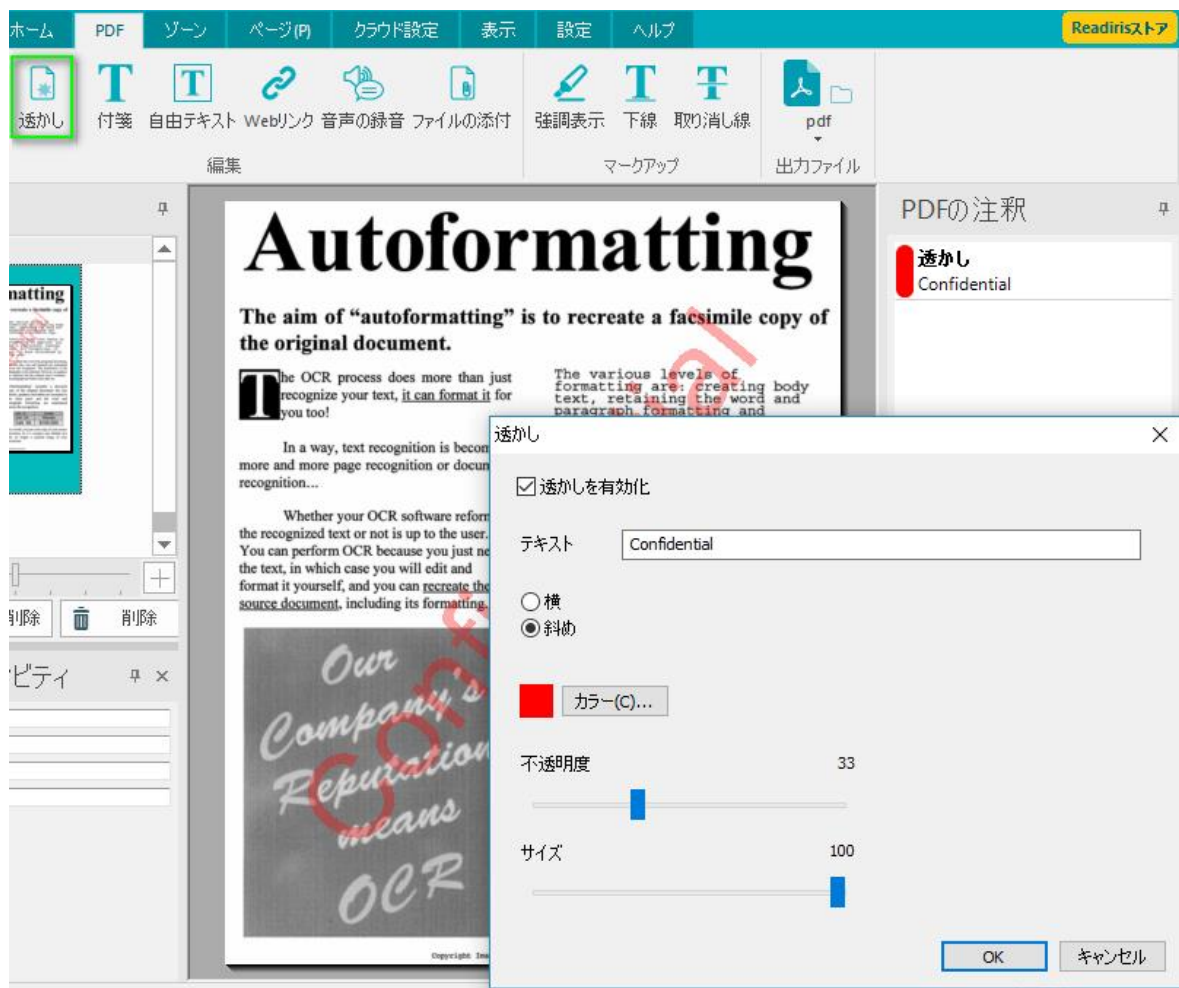 ホーム PDF ゾーン ページ(P) クラウド設定 表示 設定 ヘルプ Readirisストア
透かし 付箋 自由テキスト Webリンク 音声の録音 ファイルの添付 強調表示 下線 取り消し線 pdf
編集 マークアップ 出力ファイル
PDFの注釈
透かし
Confidential
matting
Autoformatting
The aim of “autoformatting” is to recreate a facsimile copy of
the original document.
The OCR process does more than just
recognize your text, it can format it for
you too!
In a way, text recognition is becom
more and more page recognition or docum
recognition...
Whether your OCR software reform
the recognized text or not is up to the user.
You can perform OCR because you just ne
the text, in which case you will edit and
format it yourself, and you can recreate the
source document, including its formatting.
The various levels of
formatting are: creating body
text, retaining the word and
paragraph formatting and
Our
Company's
Reputation
means
OCR
Copyright Ima
削除 削除
ビティ
透かし
透かしを有効化
テキスト Confidential
横
斜め
カラー(C)...
不透明度 33
サイズ 100
OK キャンセル